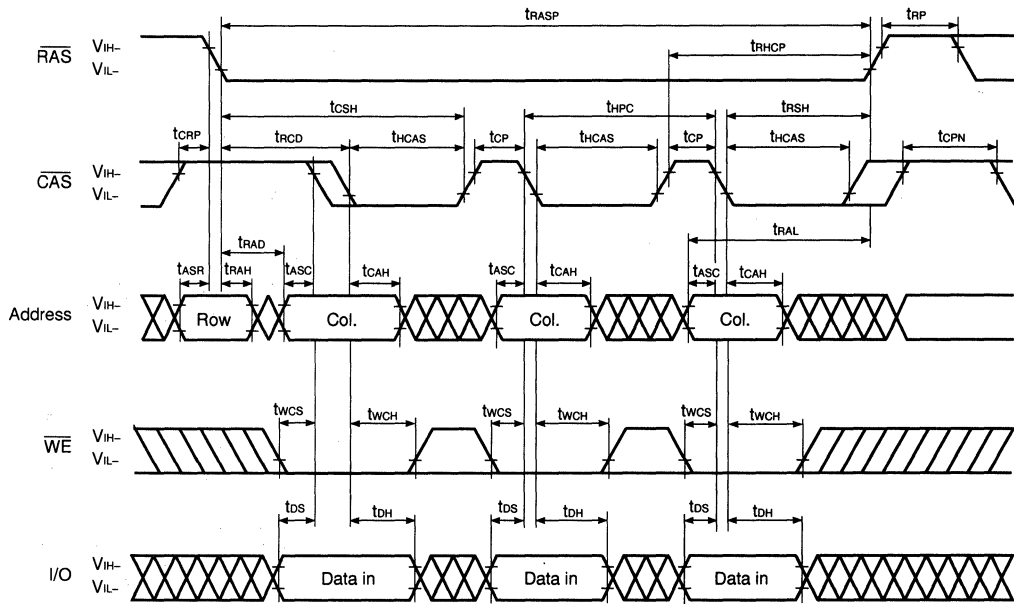 tRASP
tRP
RAS
VIH–
VIL–
tRHCP
tCSH
tHPC
tRSH
tCRP
tRCD
tHCAS
tCP
tHCAS
tCP
tHCAS
tCPN
CAS
VIH–
VIL–
tRAD
tRAL
tASR
tRAH
tASC
tCAH
tASC
tCAH
tASC
tCAH
Address
VIH–
VIL–
Row
Col.
Col.
Col.
tWCS
tWCH
tWCS
tWCH
tWCS
tWCH
WE
VIH–
VIL–
tDS
tDH
tDS
tDH
tDS
tDH
I/O
VIH–
VIL–
Data in
Data in
Data in